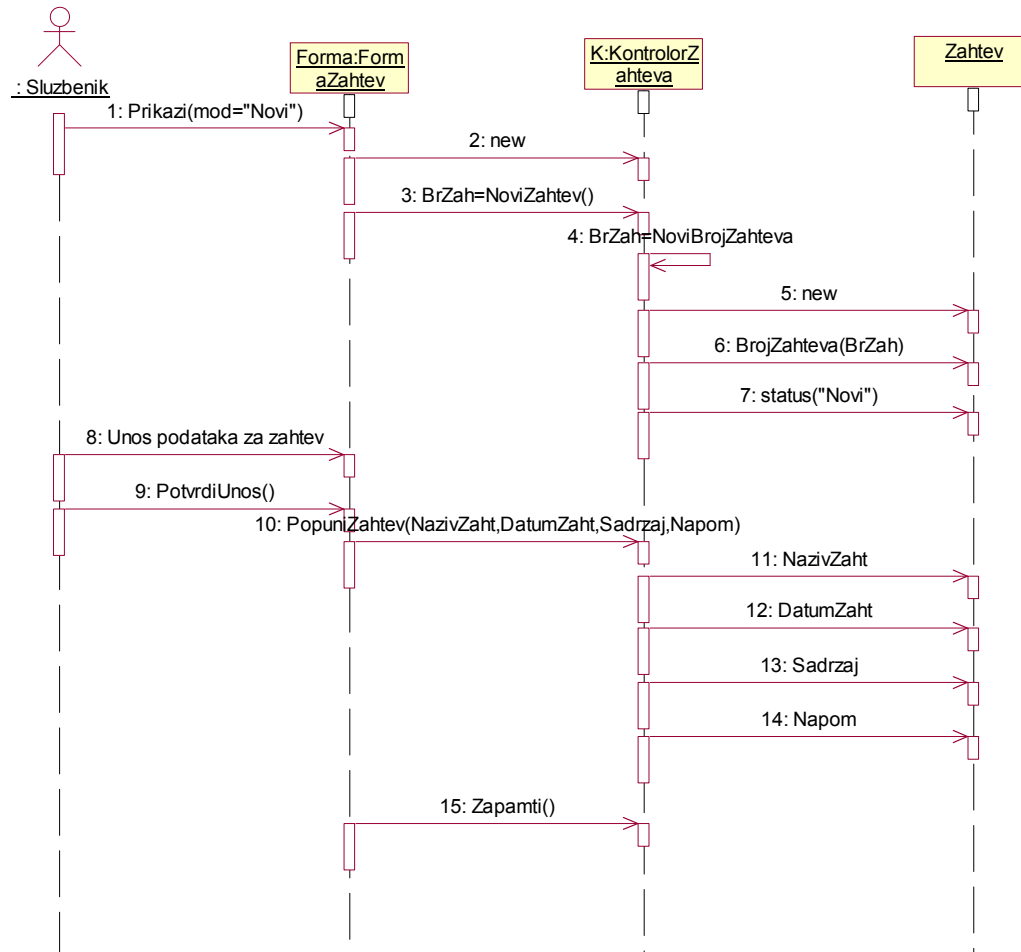 : Sluzbenik
Forma:Form
aZahtev
K:KontrolorZ
ahteva
Zahtev
1: Prikazi(mod="Novi")
2: new
3: BrZah=NoviZahtev()
4: BrZah=NoviBrojZahteva
5: new
6: BrojZahteva(BrZah)
7: status("Novi")
8: Unos podataka za zahtev
9: PotvrdiUnos()
10: PopuniZahtev(NazivZaht,DatumZaht,Sadrzaj,Napom)
11: NazivZaht
12: DatumZaht
13: Sadrzaj
14: Napom
15: Zapamti()